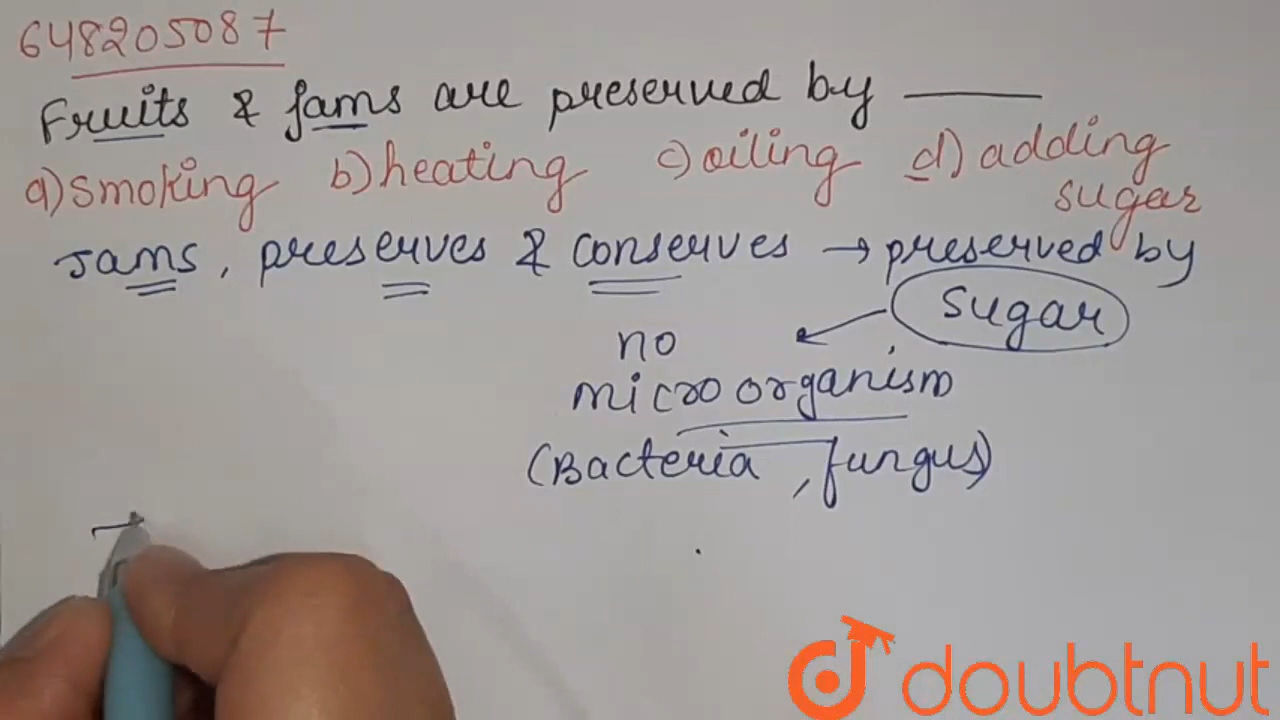 648205087
Fruits & Jams are preserved by ____
a) smoking b) heating c) oiling d) adding
sugar
Jams, preserves & conserves → preserved by
sugar
no
microorganism
(Bacteria, fungus)
doubtnut